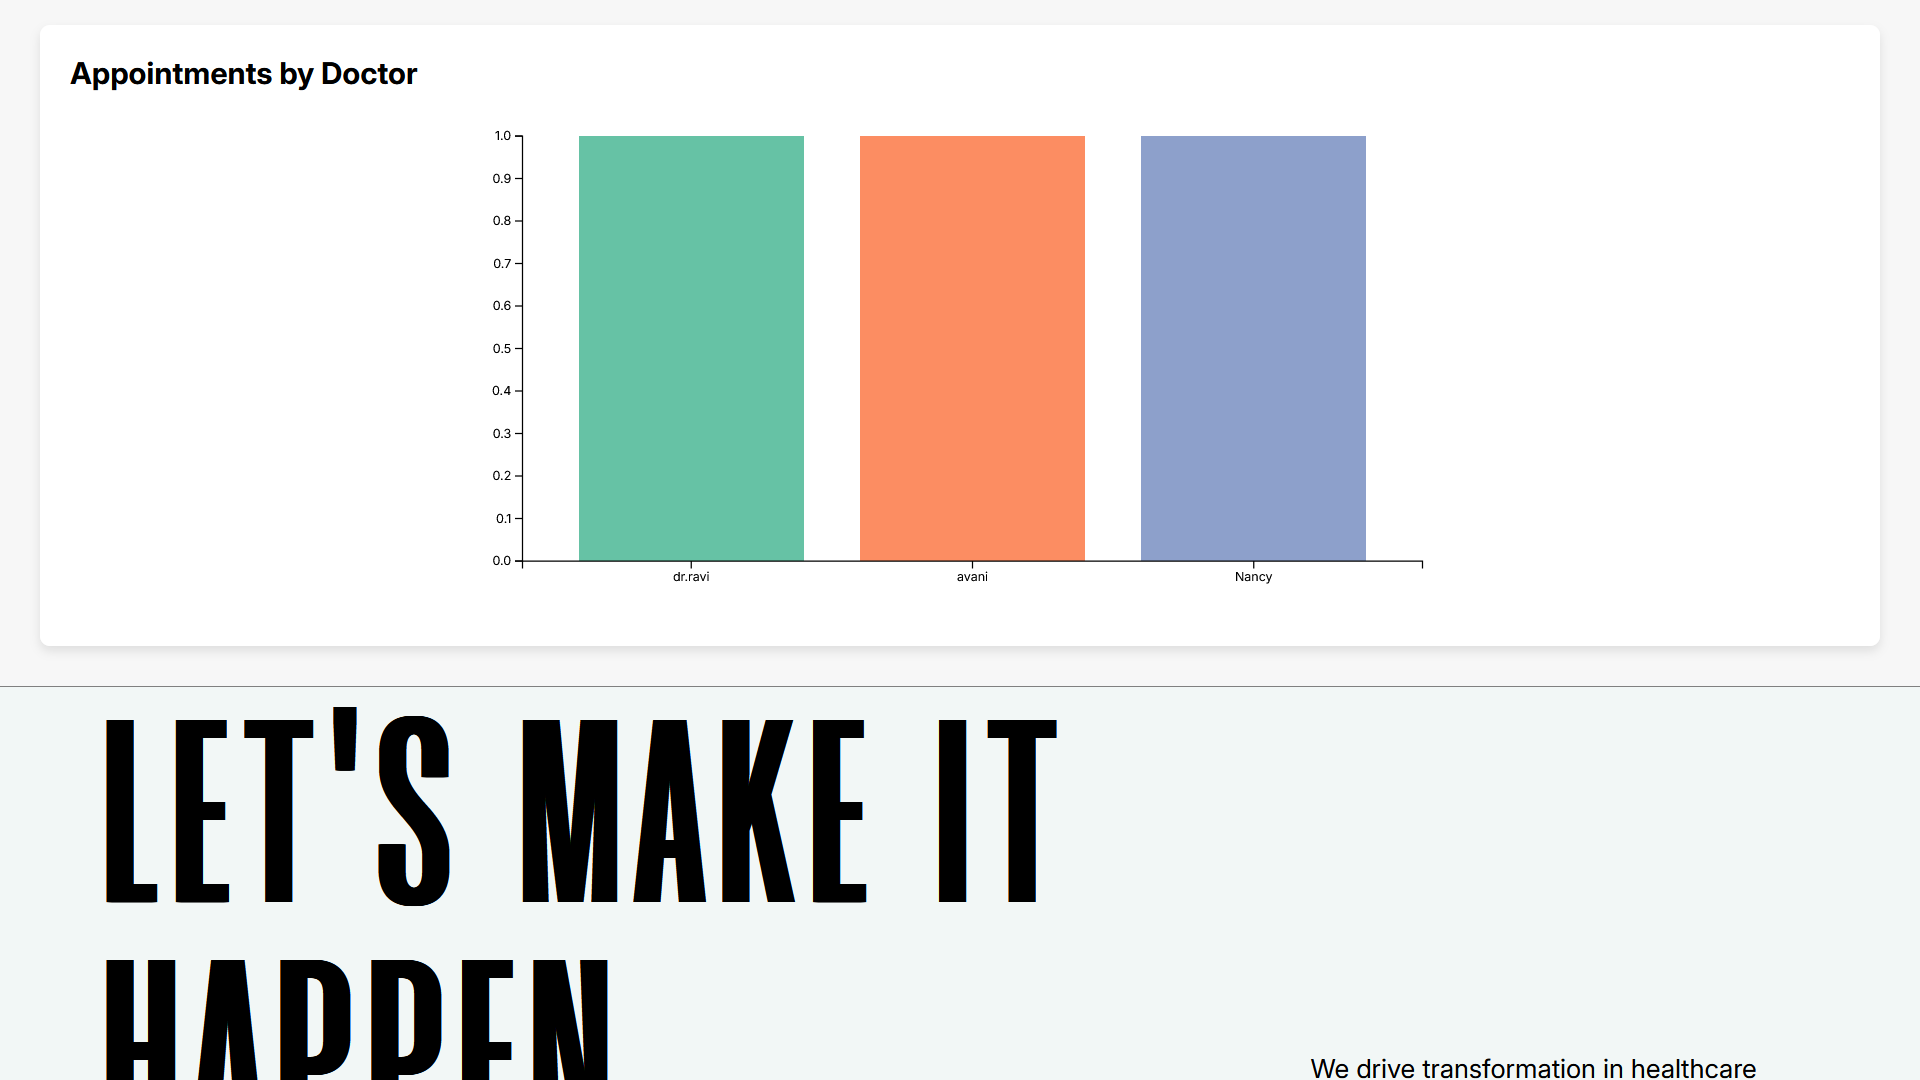 Appointments by Doctor
1.0
0.9
0.8
0.7
0.6
0.5
0.4
0.3
0.2
0.1
0.0
dr.ravi avani Nancy
LET'S MAKE IT
HAPPEN
We drive transformation in healthcare